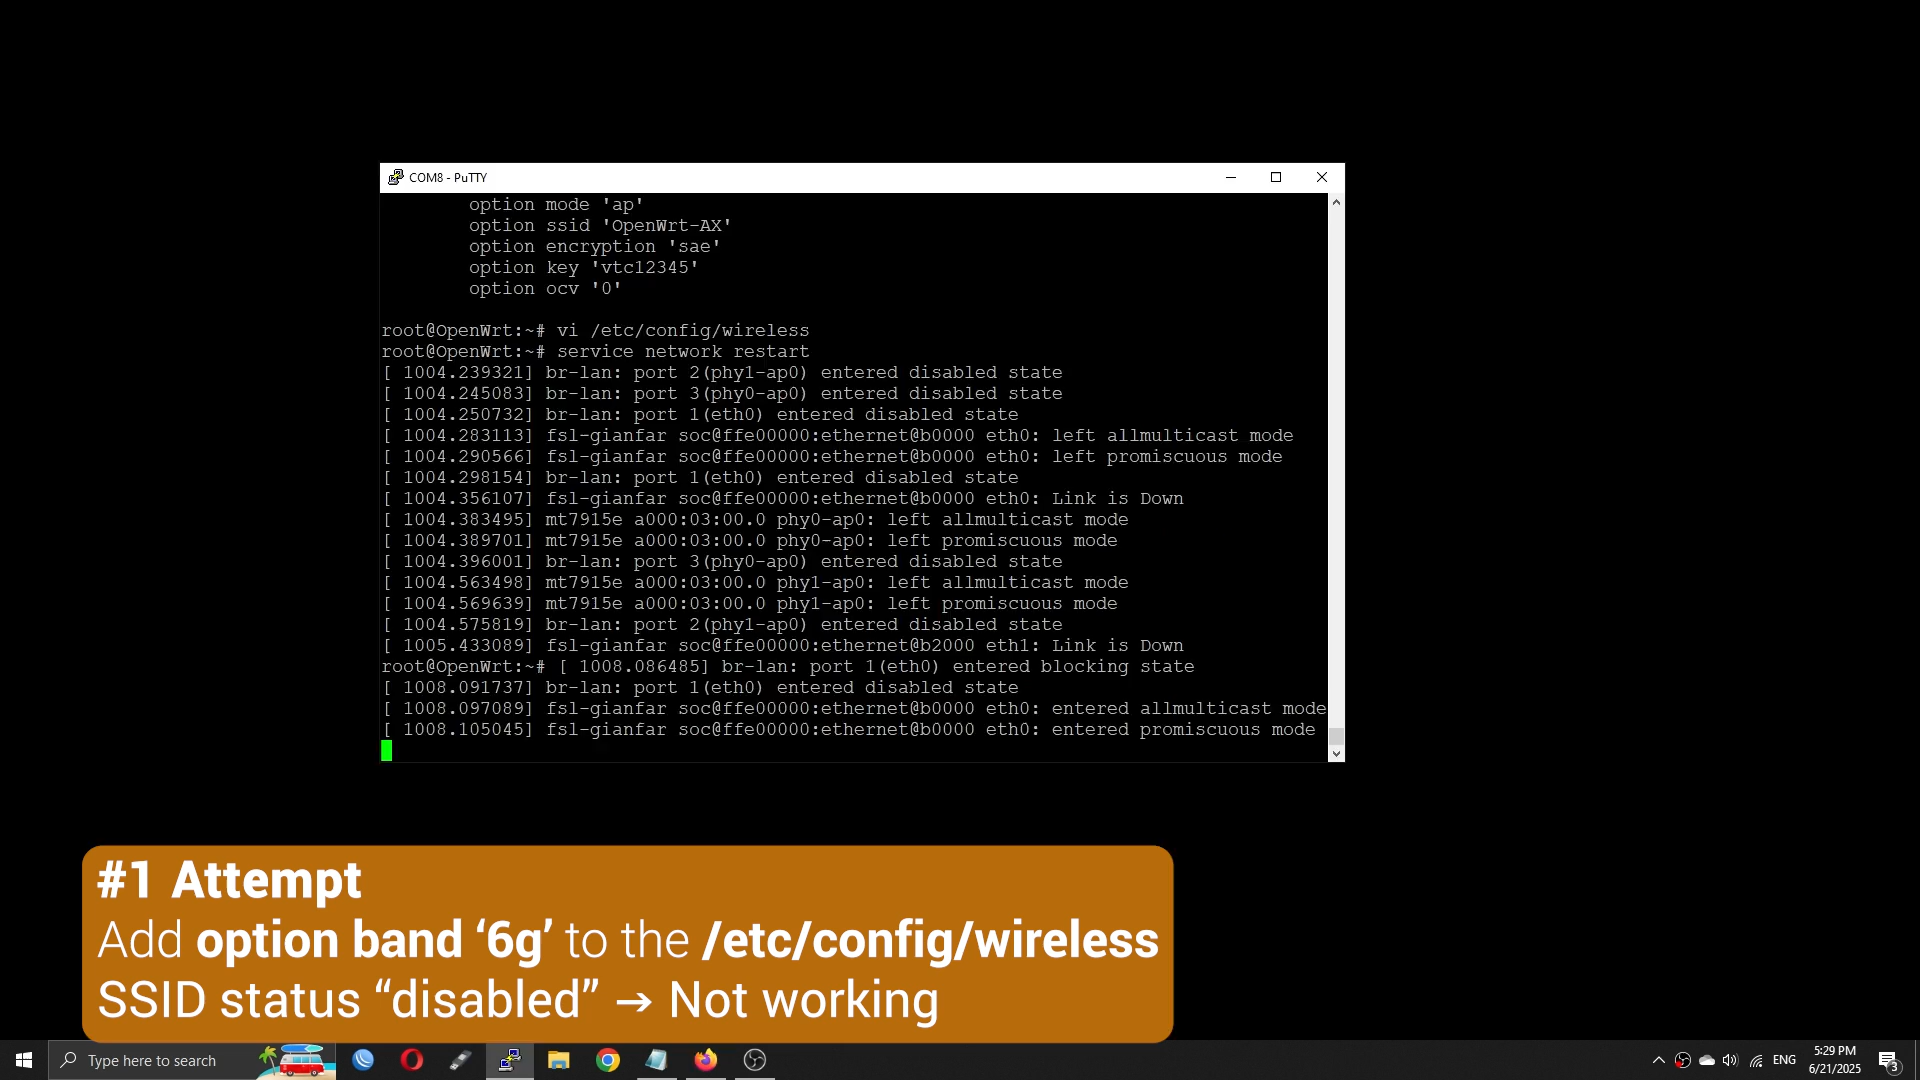 COM8 - PuTTY
option mode 'ap'
option ssid 'OpenWrt-AX'
option encryption 'sae'
option key 'vtc12345'
option ocv '0'
root@OpenWrt:~# vi /etc/config/wireless
root@OpenWrt:~# service network restart
[ 1004.239321] br-lan: port 2(phy1-ap0) entered disabled state
[ 1004.245083] br-lan: port 3(phy0-ap0) entered disabled state
[ 1004.250732] br-lan: port 1(eth0) entered disabled state
[ 1004.283113] fsl-gianfar soc@ffe00000:ethernet@b0000 eth0: left allmulticast mode
[ 1004.290566] fsl-gianfar soc@ffe00000:ethernet@b0000 eth0: left promiscuous mode
[ 1004.298154] br-lan: port 1(eth0) entered disabled state
[ 1004.356107] fsl-gianfar soc@ffe00000:ethernet@b0000 eth0: Link is Down
[ 1004.383495] mt7915e a000:03:00.0 phy0-ap0: left allmulticast mode
[ 1004.389701] mt7915e a000:03:00.0 phy0-ap0: left promiscuous mode
[ 1004.396001] br-lan: port 3(phy0-ap0) entered disabled state
[ 1004.563498] mt7915e a000:03:00.0 phy1-ap0: left allmulticast mode
[ 1004.569639] mt7915e a000:03:00.0 phy1-ap0: left promiscuous mode
[ 1004.575819] br-lan: port 2(phy1-ap0) entered disabled state
[ 1005.433089] fsl-gianfar soc@ffe00000:ethernet@b2000 eth1: Link is Down
root@OpenWrt:~# [ 1008.086485] br-lan: port 1(eth0) entered blocking state
[ 1008.091737] br-lan: port 1(eth0) entered disabled state
[ 1008.097089] fsl-gianfar soc@ffe00000:ethernet@b0000 eth0: entered allmulticast mode
[ 1008.105045] fsl-gianfar soc@ffe00000:ethernet@b0000 eth0: entered promiscuous mode
#1 Attempt
Add option band ‘6g’ to the /etc/config/wireless
SSID status “disabled” → Not working
Type here to search
ENG
5:29 PM
6/21/2025
3